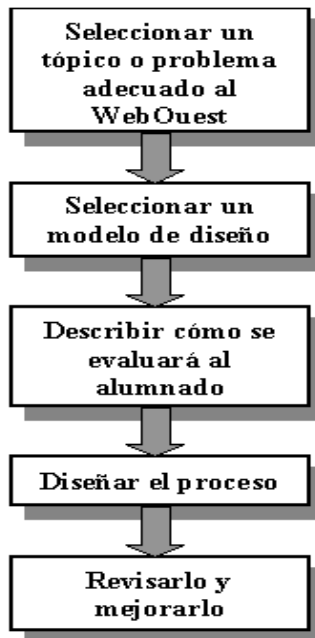 Seleccionar un
tópico o problema
adecuado al
WebQuest
Seleccionar un
modelo de diseño
Describir cómo se
evaluará al
alumnado
Diseñar el proceso
Revisarlo y
mejorarlo